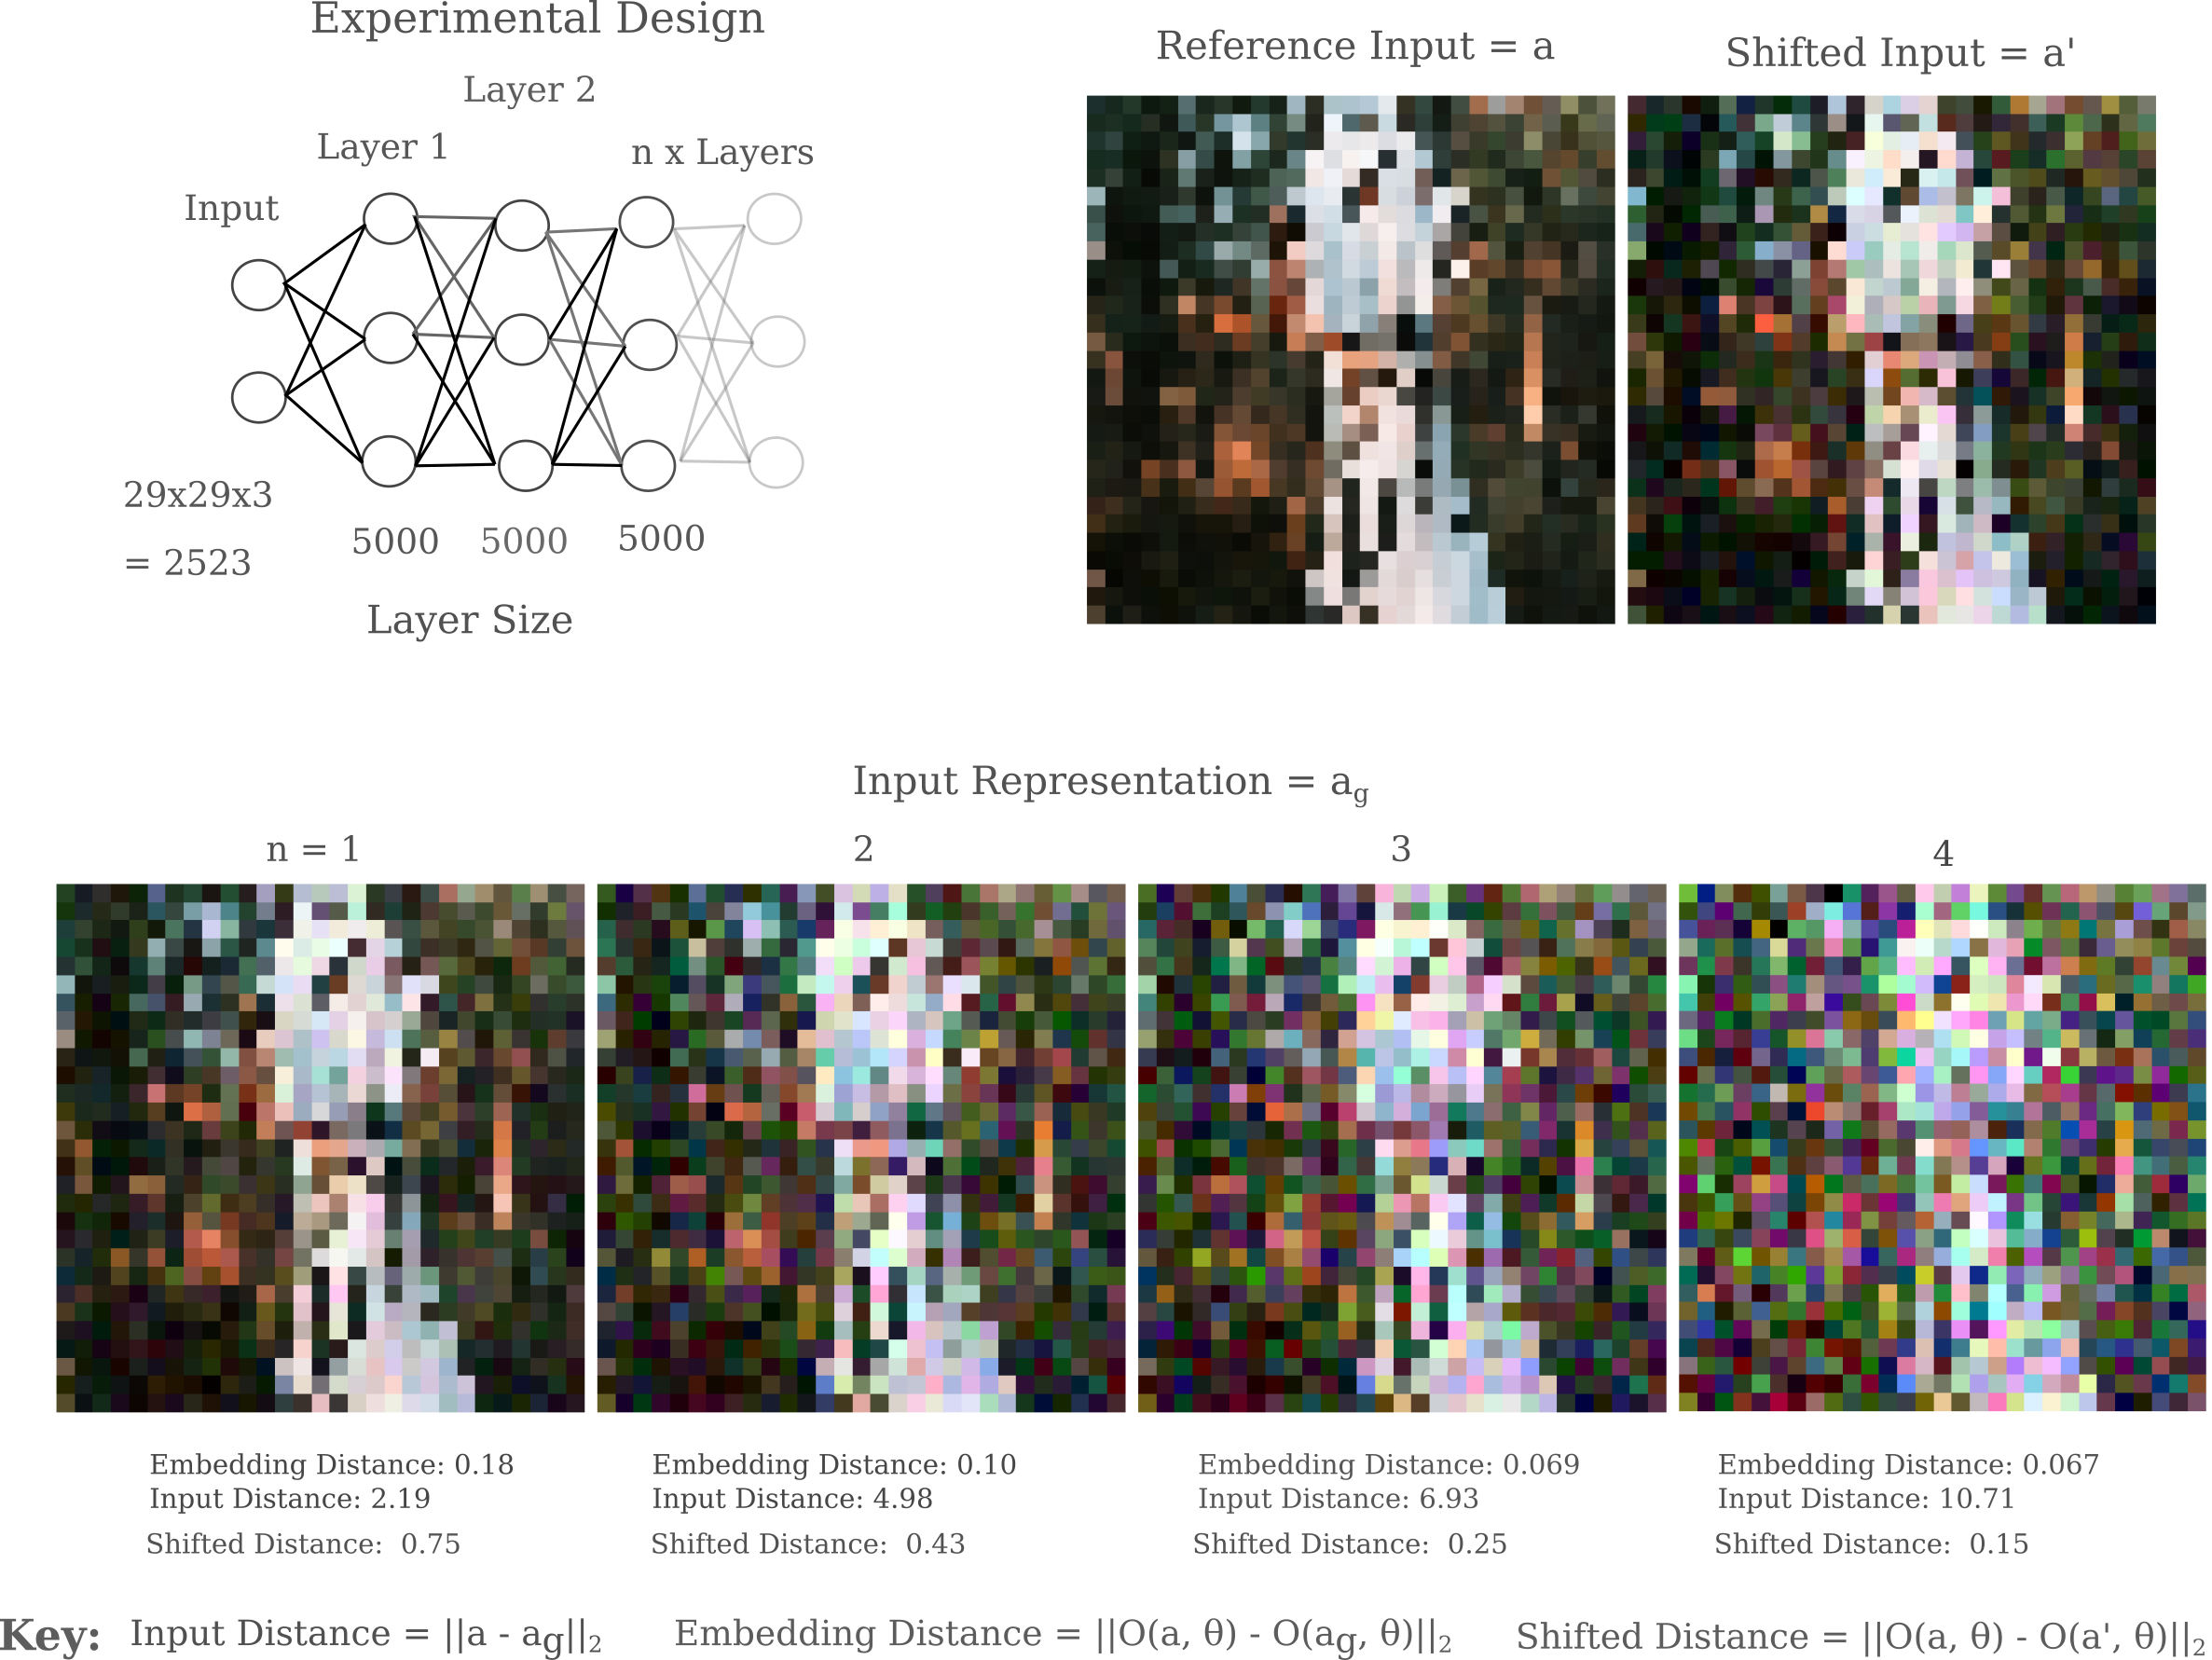 Experimental Design
Layer 2
Layer 1
n x Layers
Input
29x29x3
= 2523
5000
5000
5000
Layer Size
Reference Input = a
Shifted Input = a'
Input Representation = a_g
n = 1
2
3
4
Embedding Distance: 0.18
Input Distance: 2.19
Shifted Distance: 0.75
Embedding Distance: 0.10
Input Distance: 4.98
Shifted Distance: 0.43
Embedding Distance: 0.069
Input Distance: 6.93
Shifted Distance: 0.25
Embedding Distance: 0.067
Input Distance: 10.71
Shifted Distance: 0.15
Key: Input Distance = ||a - a_g||₂ Embedding Distance = ||O(a, θ) - O(a_g, θ)||₂ Shifted Distance = ||O(a, θ) - O(a', θ)||₂